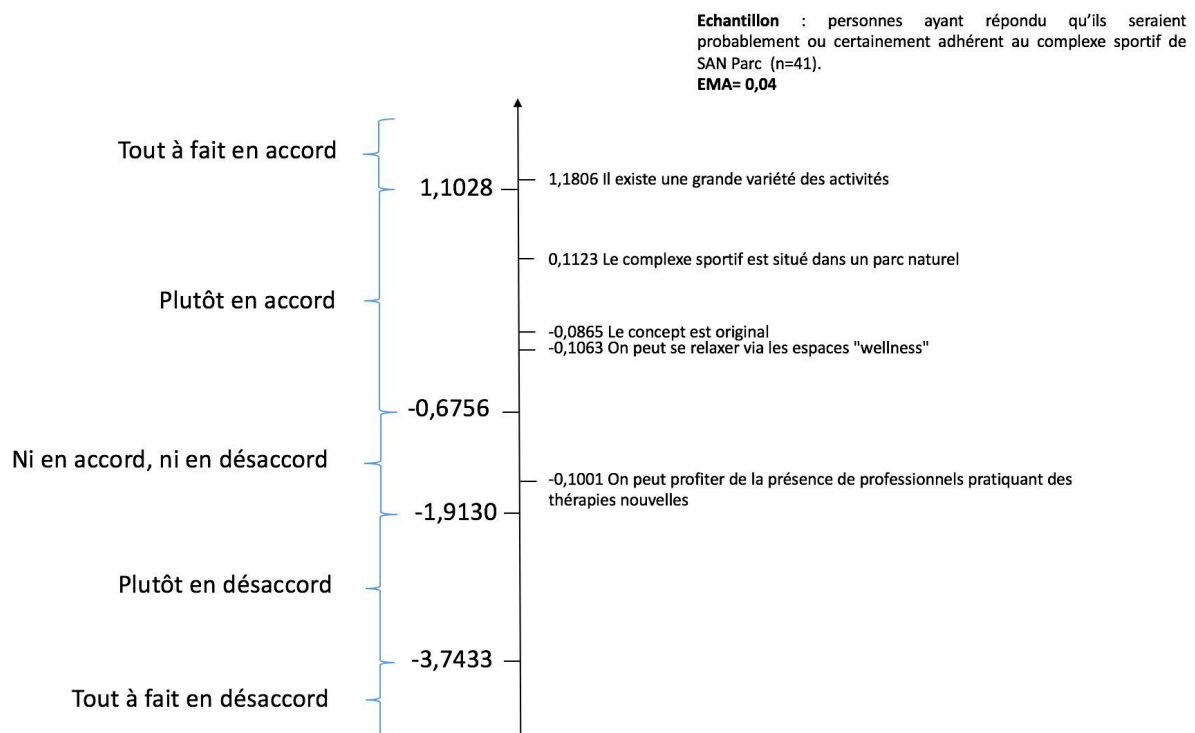 Echantillon : personnes ayant répondu qu'ils seraient
probablement ou certainement adhérent au complexe sportif de
SAN Parc (n=41).
EMA= 0,04
Tout à fait en accord
1,1806 Il existe une grande variété des activités
1,1028
0,1123 Le complexe sportif est situé dans un parc naturel
Plutôt en accord
-0,0865 Le concept est original
-0,1063 On peut se relaxer via les espaces "wellness"
-0,6756
Ni en accord, ni en désaccord
-0,1001 On peut profiter de la présence de professionnels pratiquant des
thérapies nouvelles
-1,9130
Plutôt en désaccord
-3,7433
Tout à fait en désaccord